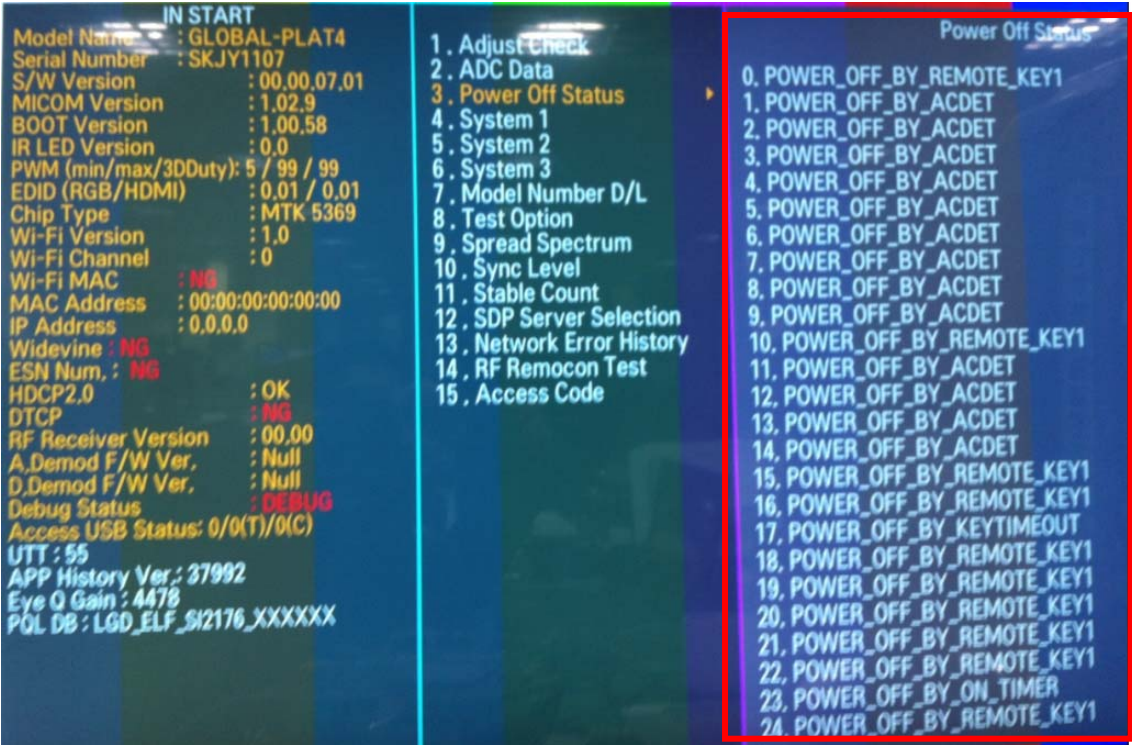 IN START
Model Name : GLOBAL-PLAT4
Serial Number : SKJY1107
S/W Version : 00.00.07.01
MICOM Version : 1.02.9
BOOT Version : 1.00.58
IR LED Version : 0.0
PWM (min/max/3DDuty): 5 / 99 / 99
EDID (RGB/HDMI) : 0.01 / 0.01
Chip Type : MTK 5369
Wi-Fi Version : 1.0
Wi-Fi Channel : 0
Wi-Fi MAC : NG
MAC Address : 00:00:00:00:00:00
IP Address : 0.0.0.0
Widevine : NG
ESN Num. : NG
HDCP2.0 : OK
DTCP : NG
RF Receiver Version : 00.00
A.Demod F/W Ver. : Null
D.Demod F/W Ver. : Null
Debug Status : DEBUG
Access USB Status: 0/0(T)/0(C)
UTT : 55
APP History Ver. : 37992
Eye Q Gain : 4478
PQL DB : LGD_ELF_SI2176_XXXXXX
1. Adjust Check
2. ADC Data
3. Power Off Status
4. System 1
5. System 2
6. System 3
7. Model Number D/L
8. Test Option
9. Spread Spectrum
10. Sync Level
11. Stable Count
12. SDP Server Selection
13. Network Error History
14. RF Remocon Test
15. Access Code
Power Off Status
0. POWER_OFF_BY_REMOTE_KEY1
1. POWER_OFF_BY_ACDET
2. POWER_OFF_BY_ACDET
3. POWER_OFF_BY_ACDET
4. POWER_OFF_BY_ACDET
5. POWER_OFF_BY_ACDET
6. POWER_OFF_BY_ACDET
7. POWER_OFF_BY_ACDET
8. POWER_OFF_BY_ACDET
9. POWER_OFF_BY_ACDET
10. POWER_OFF_BY_REMOTE_KEY1
11. POWER_OFF_BY_ACDET
12. POWER_OFF_BY_ACDET
13. POWER_OFF_BY_ACDET
14. POWER_OFF_BY_ACDET
15. POWER_OFF_BY_REMOTE_KEY1
16. POWER_OFF_BY_REMOTE_KEY1
17. POWER_OFF_BY_KEYTIMEOUT
18. POWER_OFF_BY_REMOTE_KEY1
19. POWER_OFF_BY_REMOTE_KEY1
20. POWER_OFF_BY_REMOTE_KEY1
21. POWER_OFF_BY_REMOTE_KEY1
22. POWER_OFF_BY_REMOTE_KEY1
23. POWER_OFF_BY_ON_TIMER
24. POWER_OFF_BY_REMOTE_KEY1